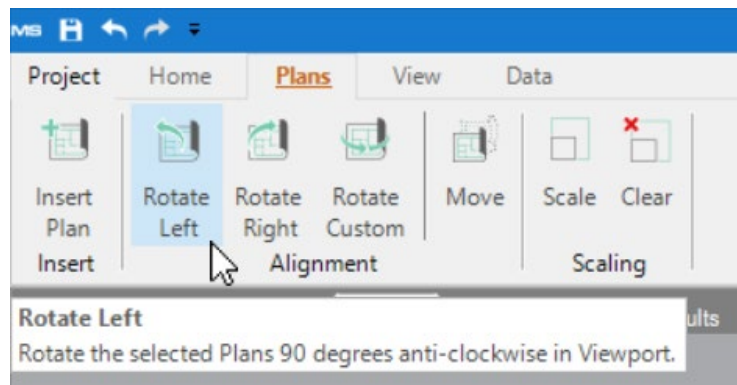 MS
Project Home Plans View Data
Insert Rotate Rotate Rotate Move Scale Clear
Plan Left Right Custom
Insert Alignment Scaling
Rotate Left
ults
Rotate the selected Plans 90 degrees anti-clockwise in Viewport.